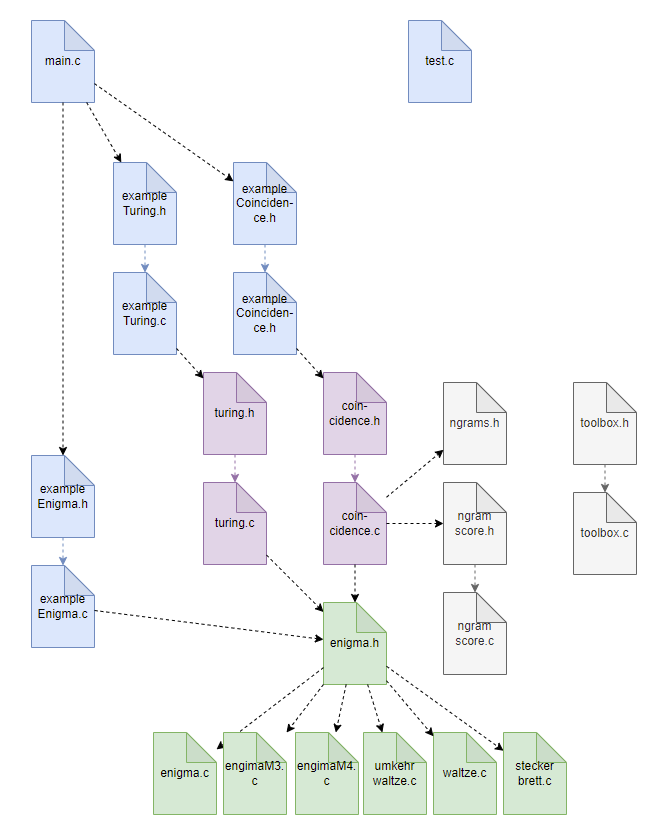 main.c
test.c
example
Turing.h
example
Coinciden-
ce.h
example
Turing.c
example
Coinciden-
ce.h
turing.h
coin-
cidence.h
ngrams.h
toolbox.h
example
Enigma.h
turing.c
coin-
cidence.c
ngram
score.h
toolbox.c
example
Enigma.c
enigma.h
ngram
score.c
enigma.c
engimaM3.
c
engimaM4.
c
umkehr
waltze.c
waltze.c
stecker
brett.c